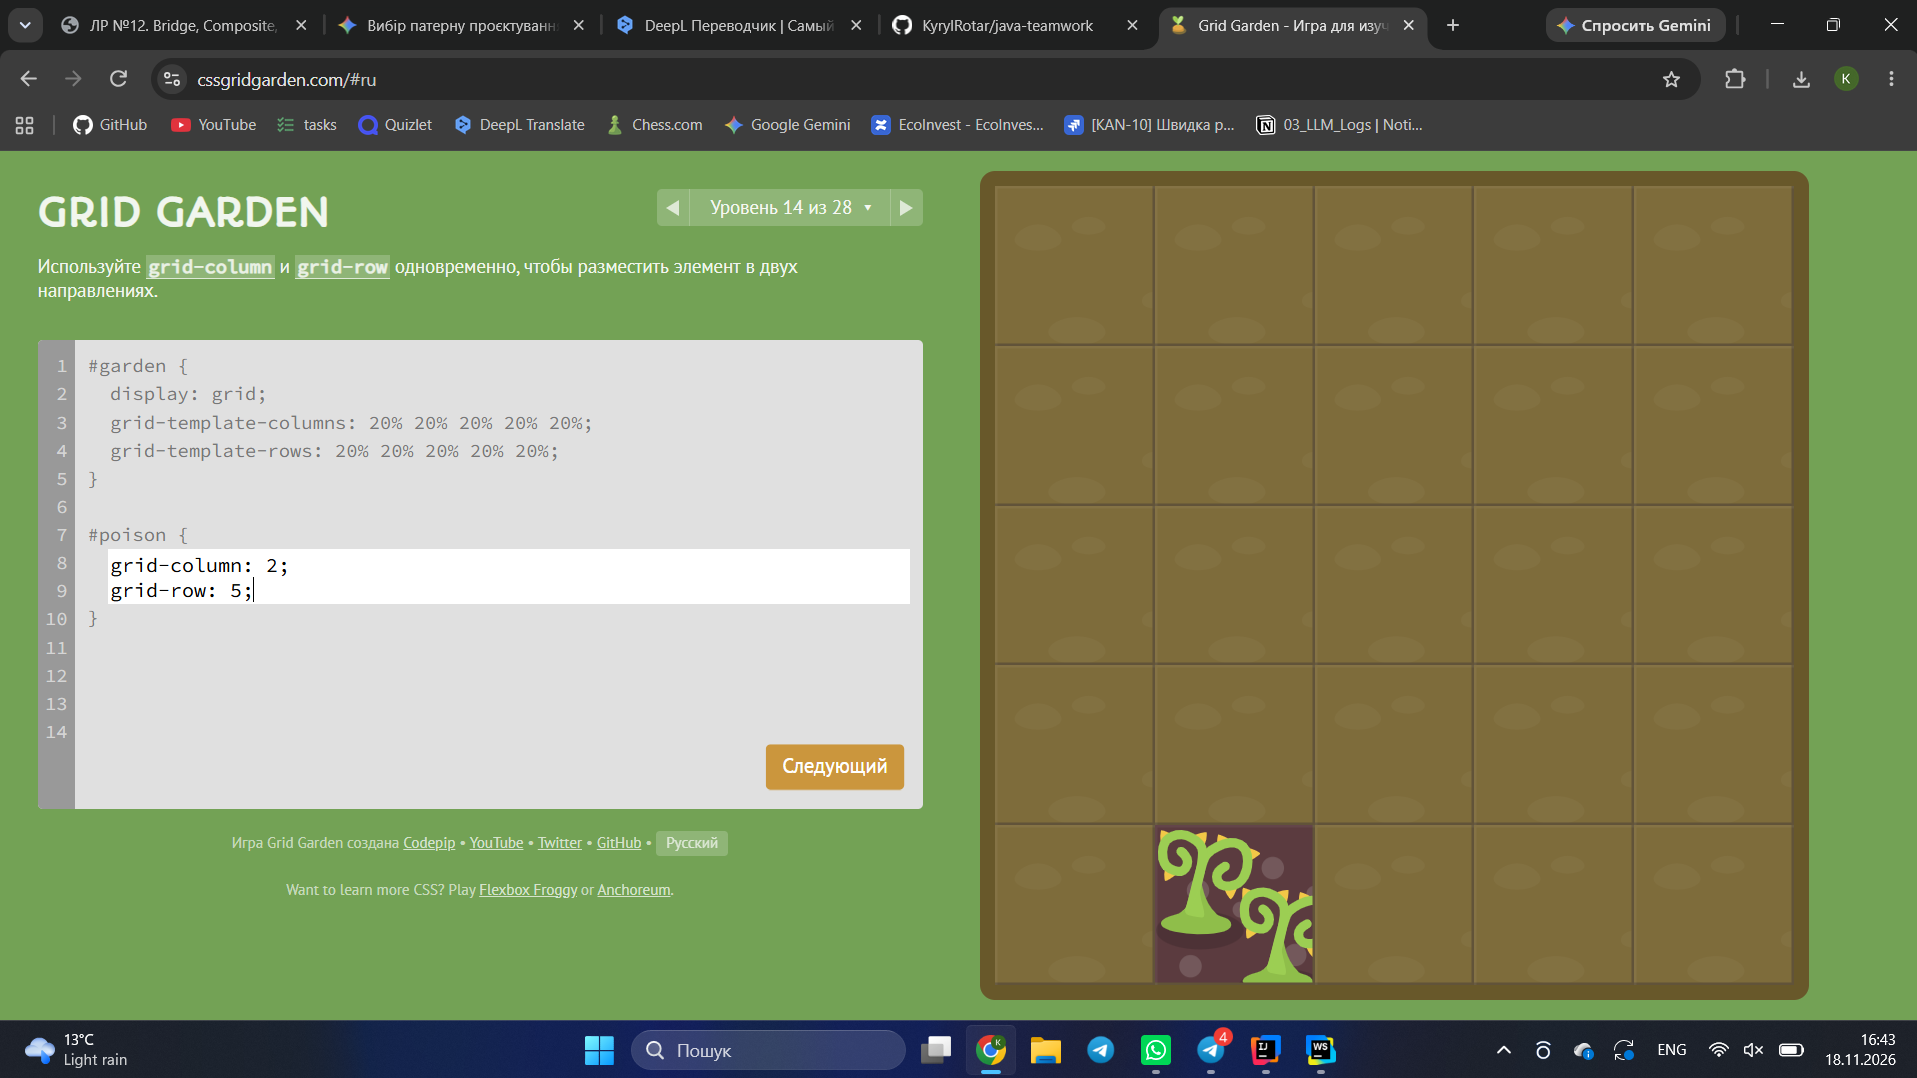 ЛР №12. Bridge, Composite,
Вибір патерну проєктуванн
DeepL Переводчик | Самый
KyrylRotar/java-teamwork
Grid Garden - Игра для изуч
Спросить Gemini
cssgridgarden.com/#ru
K
GitHub
YouTube
tasks
Quizlet
DeepL Translate
Chess.com
Google Gemini
EcoInvest - EcoInves...
[KAN-10] Швидка р...
03_LLM_Logs | Noti...
GRID GARDEN
Уровень 14 из 28
Используйте grid-column и grid-row одновременно, чтобы разместить элемент в двух
направлениях.
1 #garden {
2 display: grid;
3 grid-template-columns: 20% 20% 20% 20% 20%;
4 grid-template-rows: 20% 20% 20% 20% 20%;
5 }
6
7 #poison {
8 grid-column: 2;
9 grid-row: 5;
10 }
11
12
13
14
Следующий
Игра Grid Garden создана Codepip • YouTube • Twitter • GitHub • Русский
Want to learn more CSS? Play Flexbox Froggy or Anchoreum.
13°C
Light rain
Пошук
K
4
IJ
WS
ENG
16:43
18.11.2026